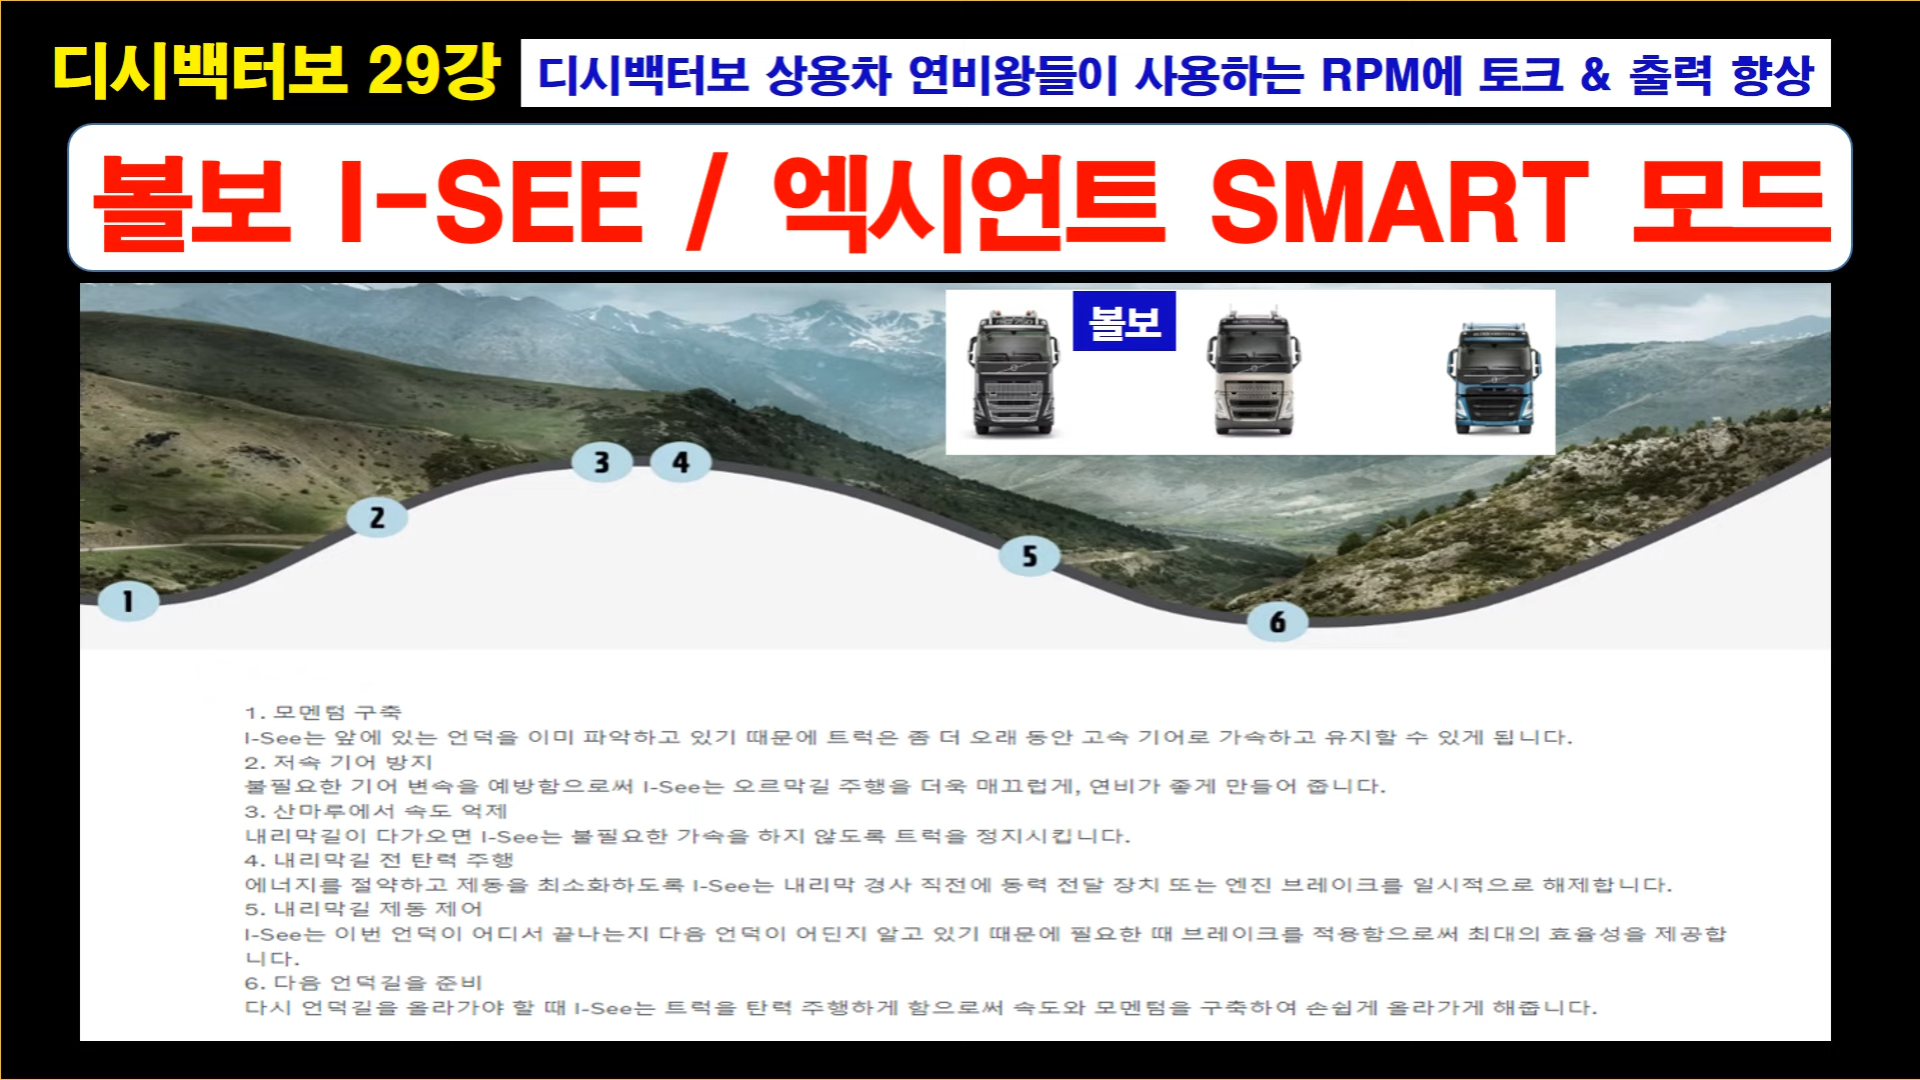 디시백터보 29강
디시백터보 상용차 연비왕들이 사용하는 RPM에 토크 & 출력 향상
볼보 I-SEE / 엑시언트 SMART 모드
볼보
3
4
2
5
1
6
1. 모멘텀 구축
I-See는 앞에 있는 언덕을 이미 파악하고 있기 때문에 트럭은 좀 더 오래 동안 고속 기어로 가속하고 유지할 수 있게 됩니다.
2. 저속 기어 방지
불필요한 기어 변속을 예방함으로써 I-See는 오르막길 주행을 더욱 매끄럽게, 연비가 좋게 만들어 줍니다.
3. 산마루에서 속도 억제
내리막길이 다가오면 I-See는 불필요한 가속을 하지 않도록 트럭을 정지시킵니다.
4. 내리막길 전 탄력 주행
에너지를 절약하고 제동을 최소화하도록 I-See는 내리막 경사 직전에 동력 전달 장치 또는 엔진 브레이크를 일시적으로 해제합니다.
5. 내리막길 제동 제어
I-See는 이번 언덕이 어디서 끝나는지 다음 언덕이 어딘지 알고 있기 때문에 필요한 때 브레이크를 적용함으로써 최대의 효율성을 제공합
니다.
6. 다음 언덕길을 준비
다시 언덕길을 올라가야 할 때 I-See는 트럭을 탄력 주행하게 함으로써 속도와 모멘텀을 구축하여 손쉽게 올라가게 해줍니다.